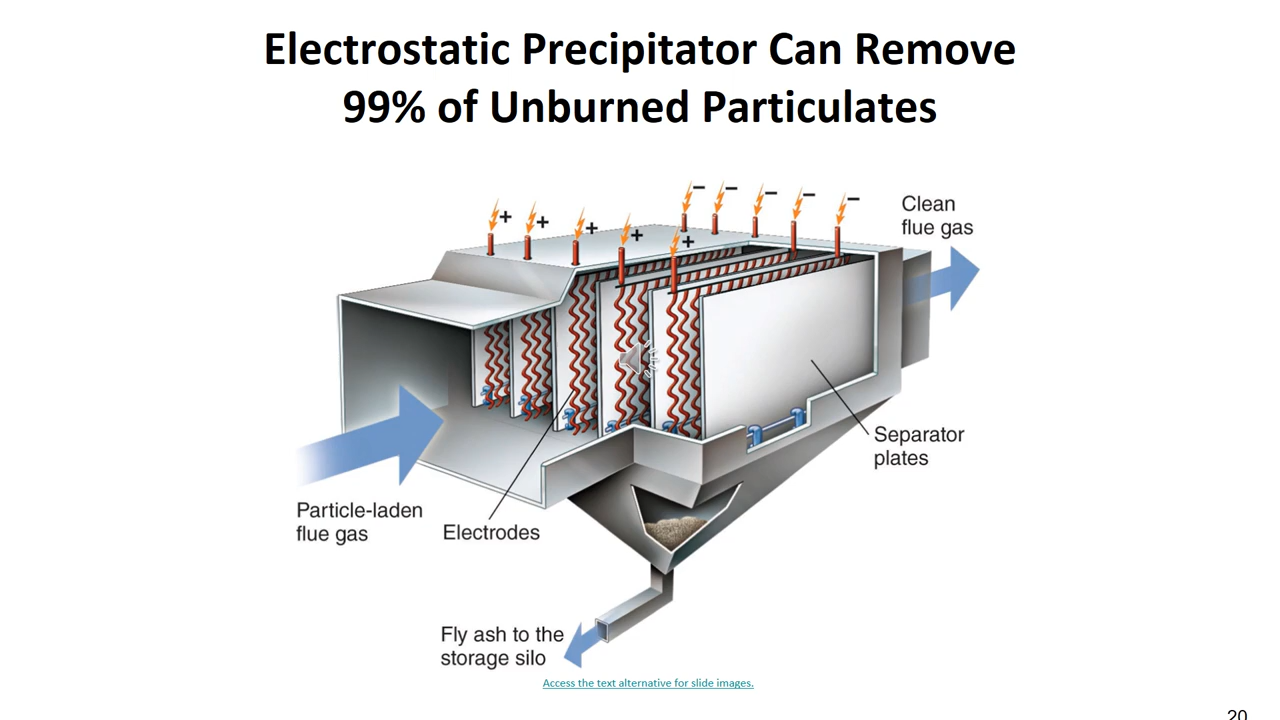 Electrostatic Precipitator Can Remove
99% of Unburned Particulates
+
+
+
+
+
−
−
−
−
−
Clean
flue gas
Separator
plates
Particle-laden
flue gas
Electrodes
Fly ash to the
storage silo
Access the text alternative for slide images.
20